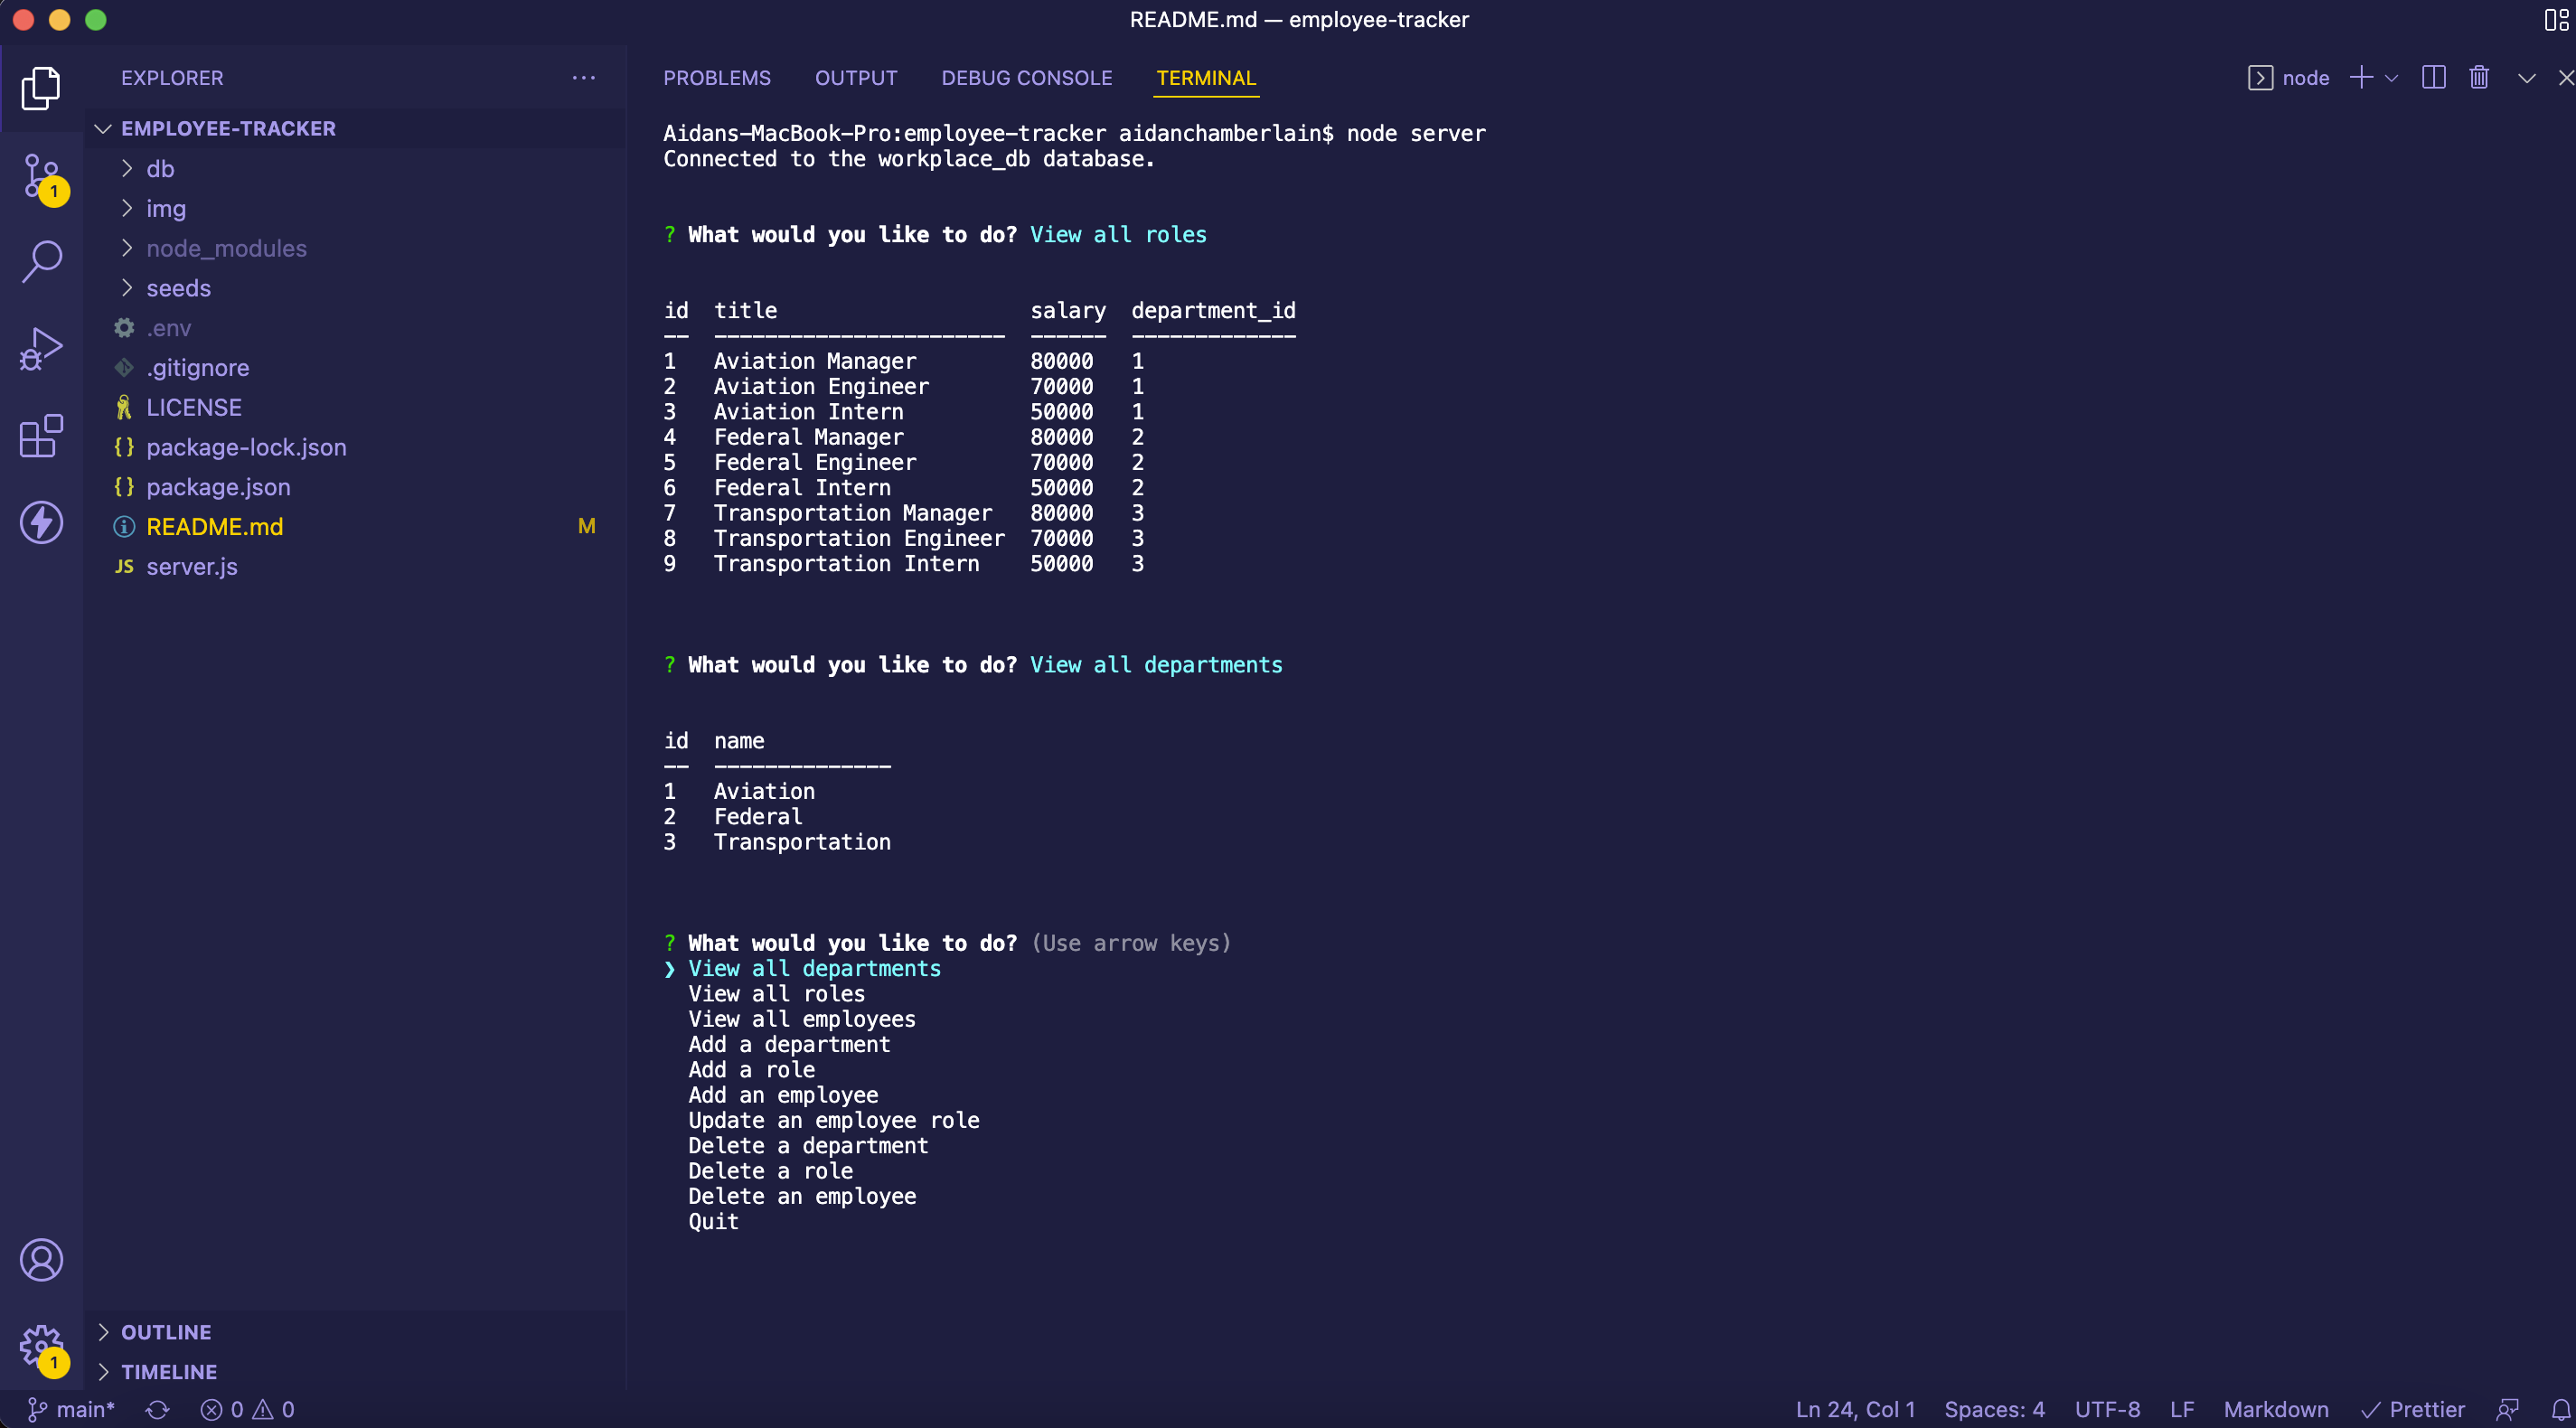 README.md — employee-tracker
EXPLORER
EMPLOYEE-TRACKER
db
img
node_modules
seeds
.env
.gitignore
LICENSE
package-lock.json
package.json
README.md M
JS server.js
OUTLINE
TIMELINE
1
1
PROBLEMS OUTPUT DEBUG CONSOLE TERMINAL
node
Aidans-MacBook-Pro:employee-tracker aidanchamberlain$ node server
Connected to the workplace_db database.
? What would you like to do? View all roles
id title salary department_id
-- ----------------------- ------ -------------
1 Aviation Manager 80000 1
2 Aviation Engineer 70000 1
3 Aviation Intern 50000 1
4 Federal Manager 80000 2
5 Federal Engineer 70000 2
6 Federal Intern 50000 2
7 Transportation Manager 80000 3
8 Transportation Engineer 70000 3
9 Transportation Intern 50000 3
? What would you like to do? View all departments
id name
-- --------------
1 Aviation
2 Federal
3 Transportation
? What would you like to do? (Use arrow keys)
❯ View all departments
View all roles
View all employees
Add a department
Add a role
Add an employee
Update an employee role
Delete a department
Delete a role
Delete an employee
Quit
main* 0 0 Ln 24, Col 1 Spaces: 4 UTF-8 LF Markdown Prettier